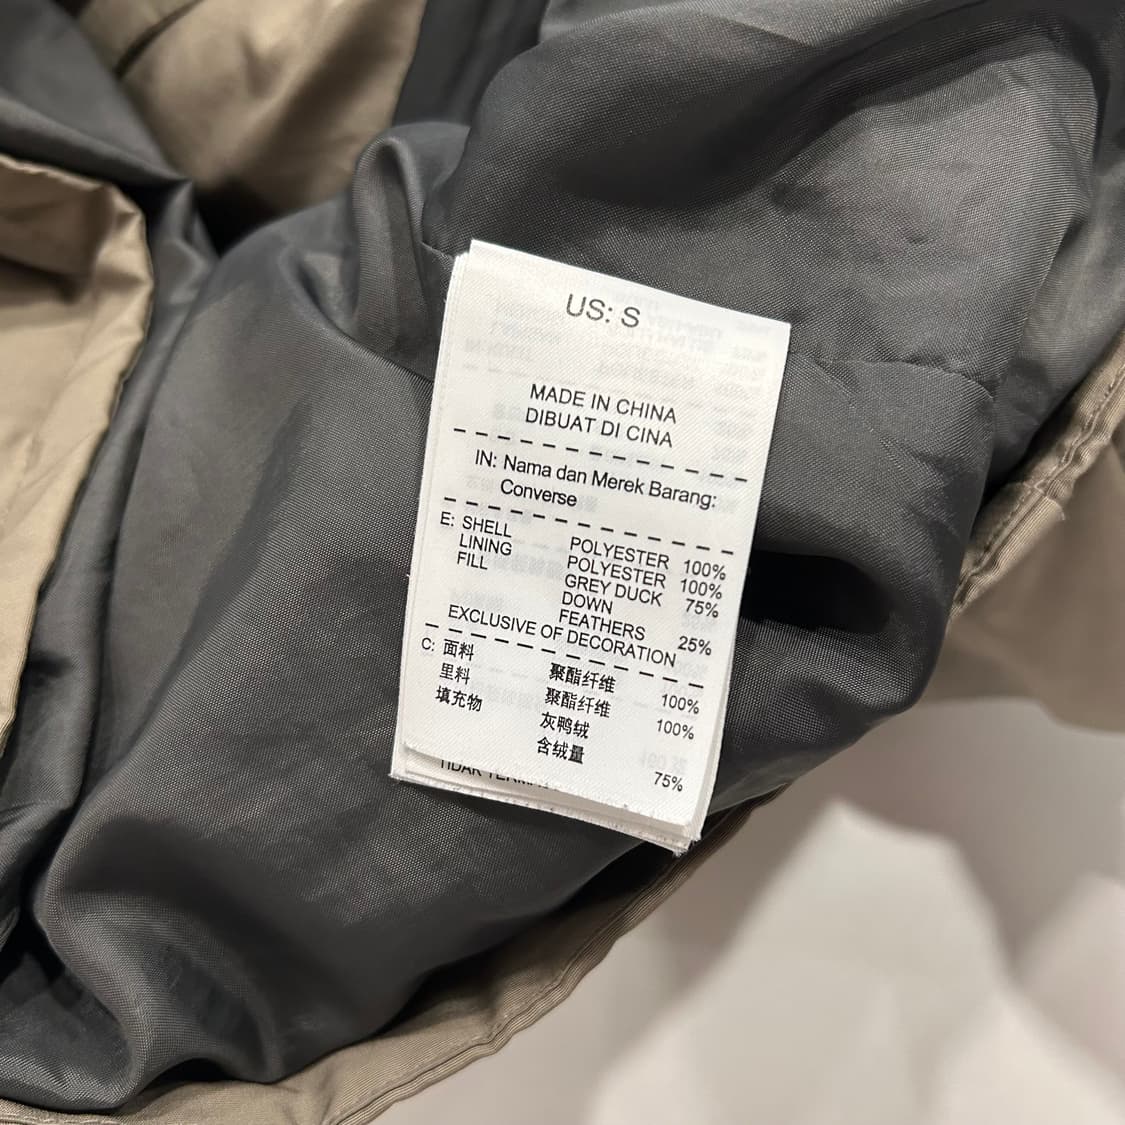 US: S
MADE IN CHINA
DIBUAT DI CINA
IN: Nama dan Merek Barang:
Converse
E: SHELL POLYESTER 100%
LINING POLYESTER 100%
FILL GREY DUCK 75%
DOWN
FEATHERS 25%
EXCLUSIVE OF DECORATION
C: 面料 聚酯纤维 100%
里料 聚酯纤维 100%
填充物 灰鸭绒
含绒量 75%
TIDAK